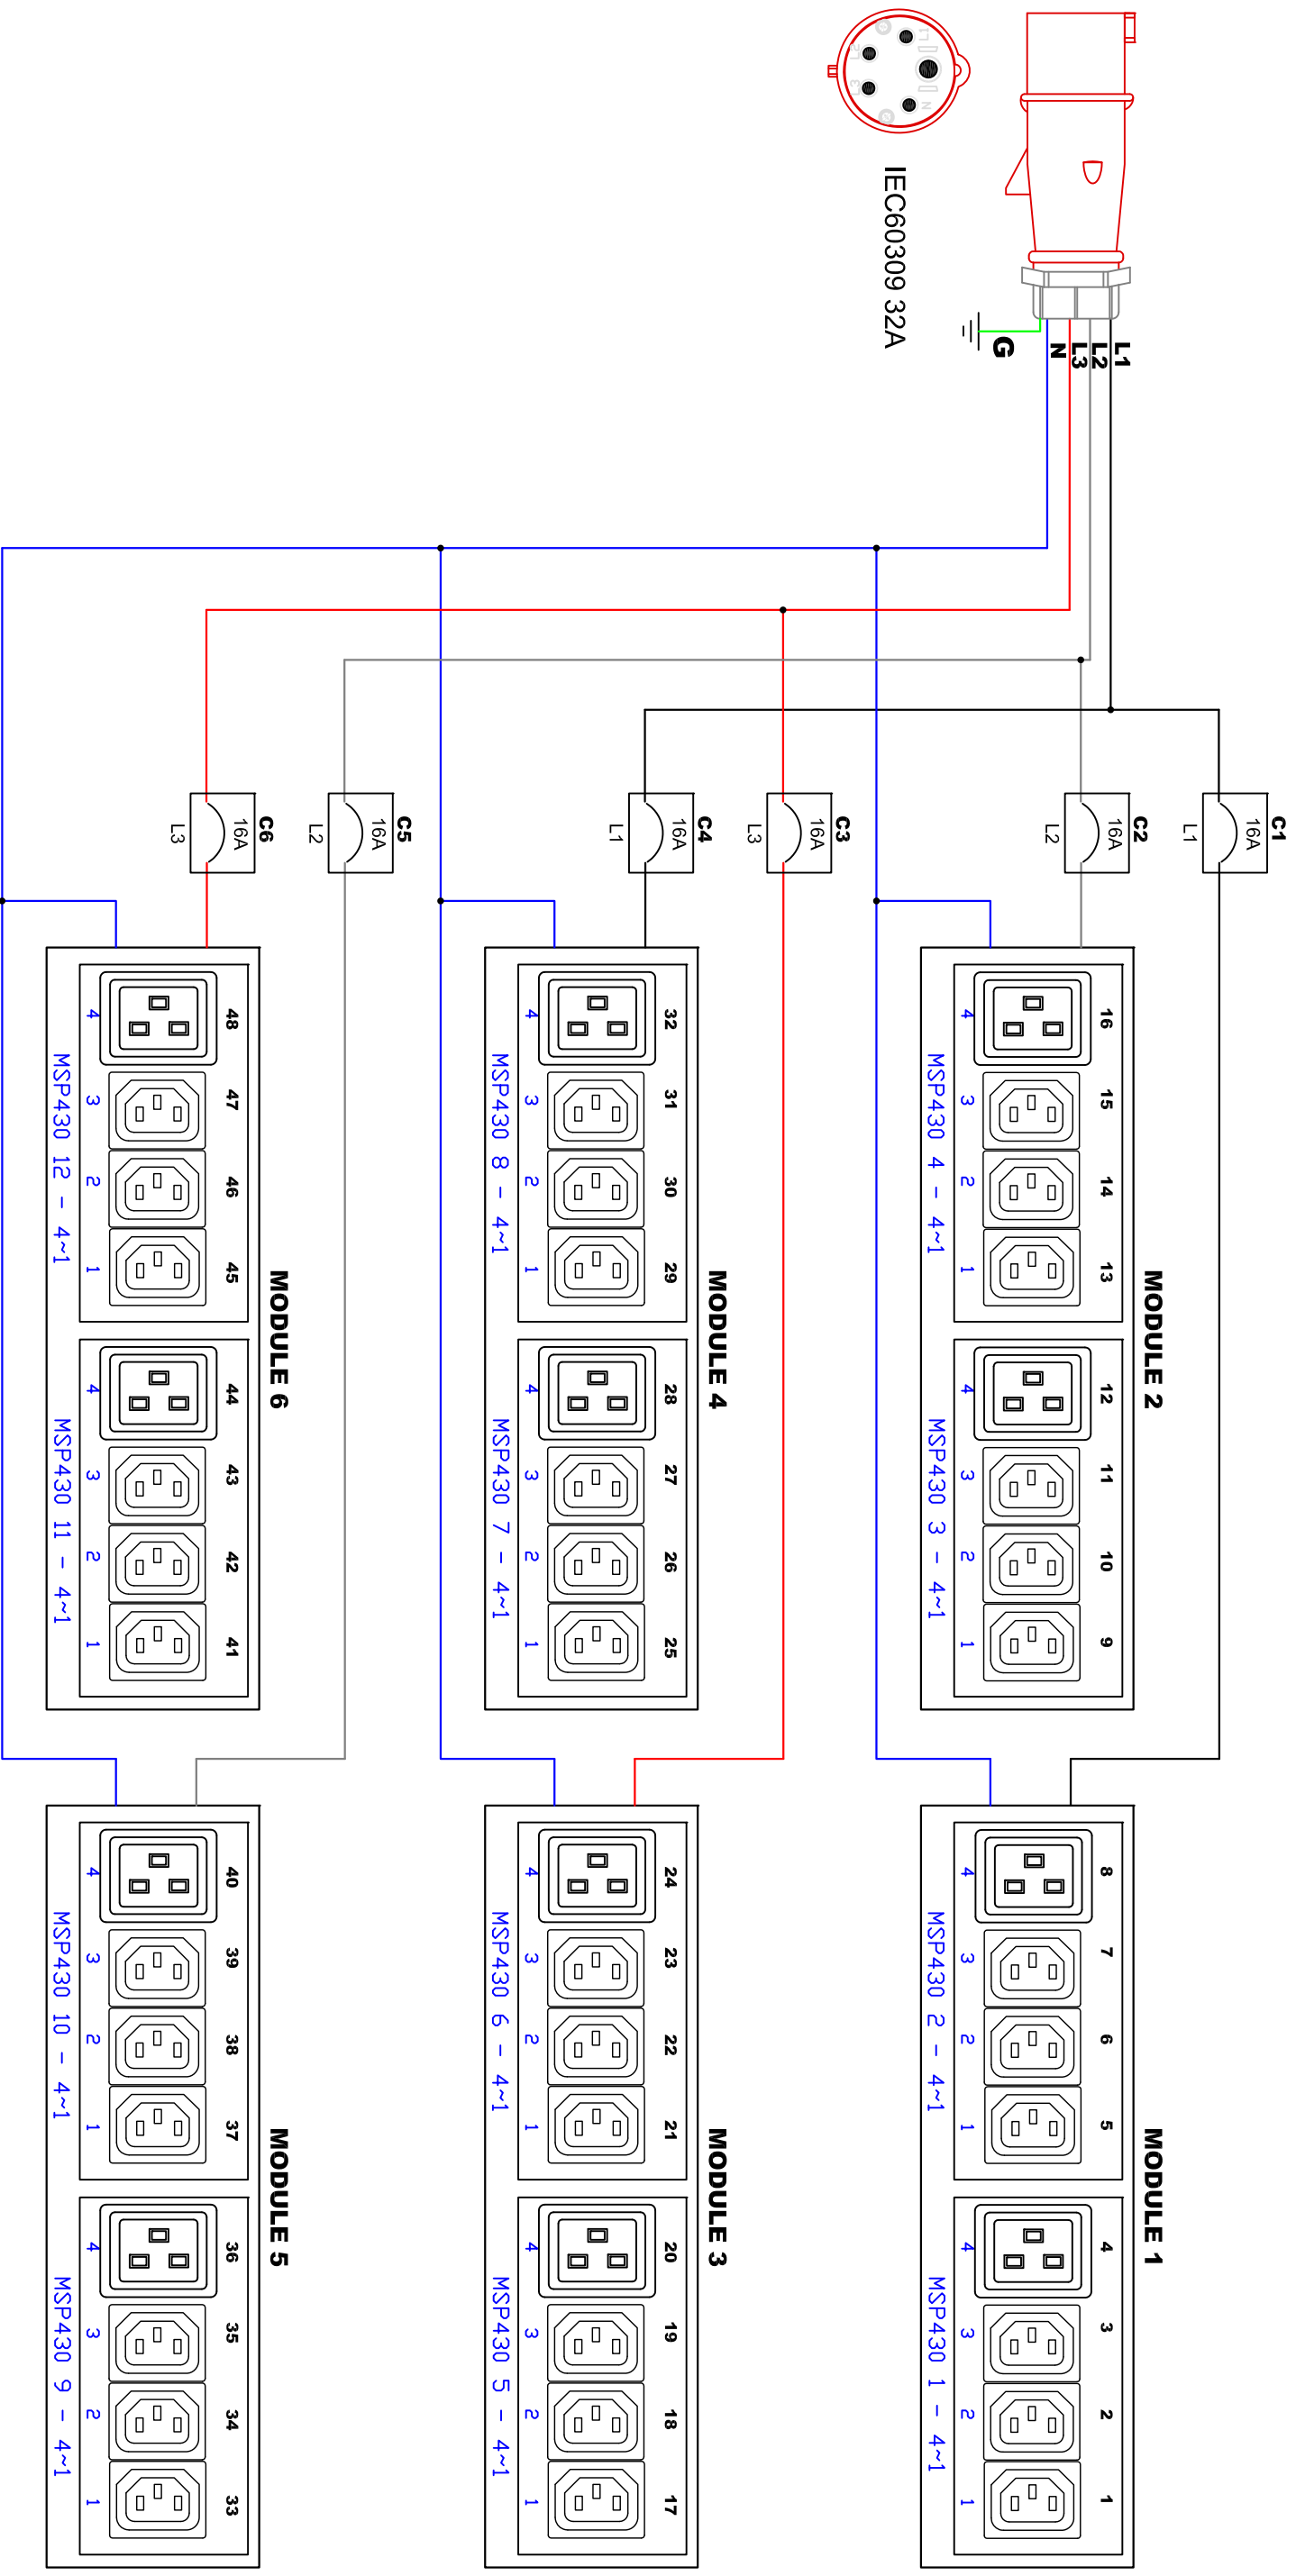 C1
16A
L1
MODULE 2
MODULE 1
C2
16A
L2
L1
L2
L3
N
G
16 15 14 13 12 11 10 9
8 7 6 5 4 3 2 1
4 3 2 1 4 3 2 1
4 3 2 1 4 3 2 1
MSP430 4 - 4~1
MSP430 3 - 4~1
MSP430 2 - 4~1
MSP430 1 - 4~1
L1
N
L2
L3
IEC60309 32A
C3
16A
L3
MODULE 4
MODULE 3
C4
16A
L1
32 31 30 29 28 27 26 25
24 23 22 21 20 19 18 17
4 3 2 1 4 3 2 1
4 3 2 1 4 3 2 1
MSP430 8 - 4~1
MSP430 7 - 4~1
MSP430 6 - 4~1
MSP430 5 - 4~1
C5
16A
L2
MODULE 6
MODULE 5
C6
16A
L3
48 47 46 45 44 43 42 41
40 39 38 37 36 35 34 33
4 3 2 1 4 3 2 1
4 3 2 1 4 3 2 1
MSP430 12 - 4~1
MSP430 11 - 4~1
MSP430 10 - 4~1
MSP430 9 - 4~1